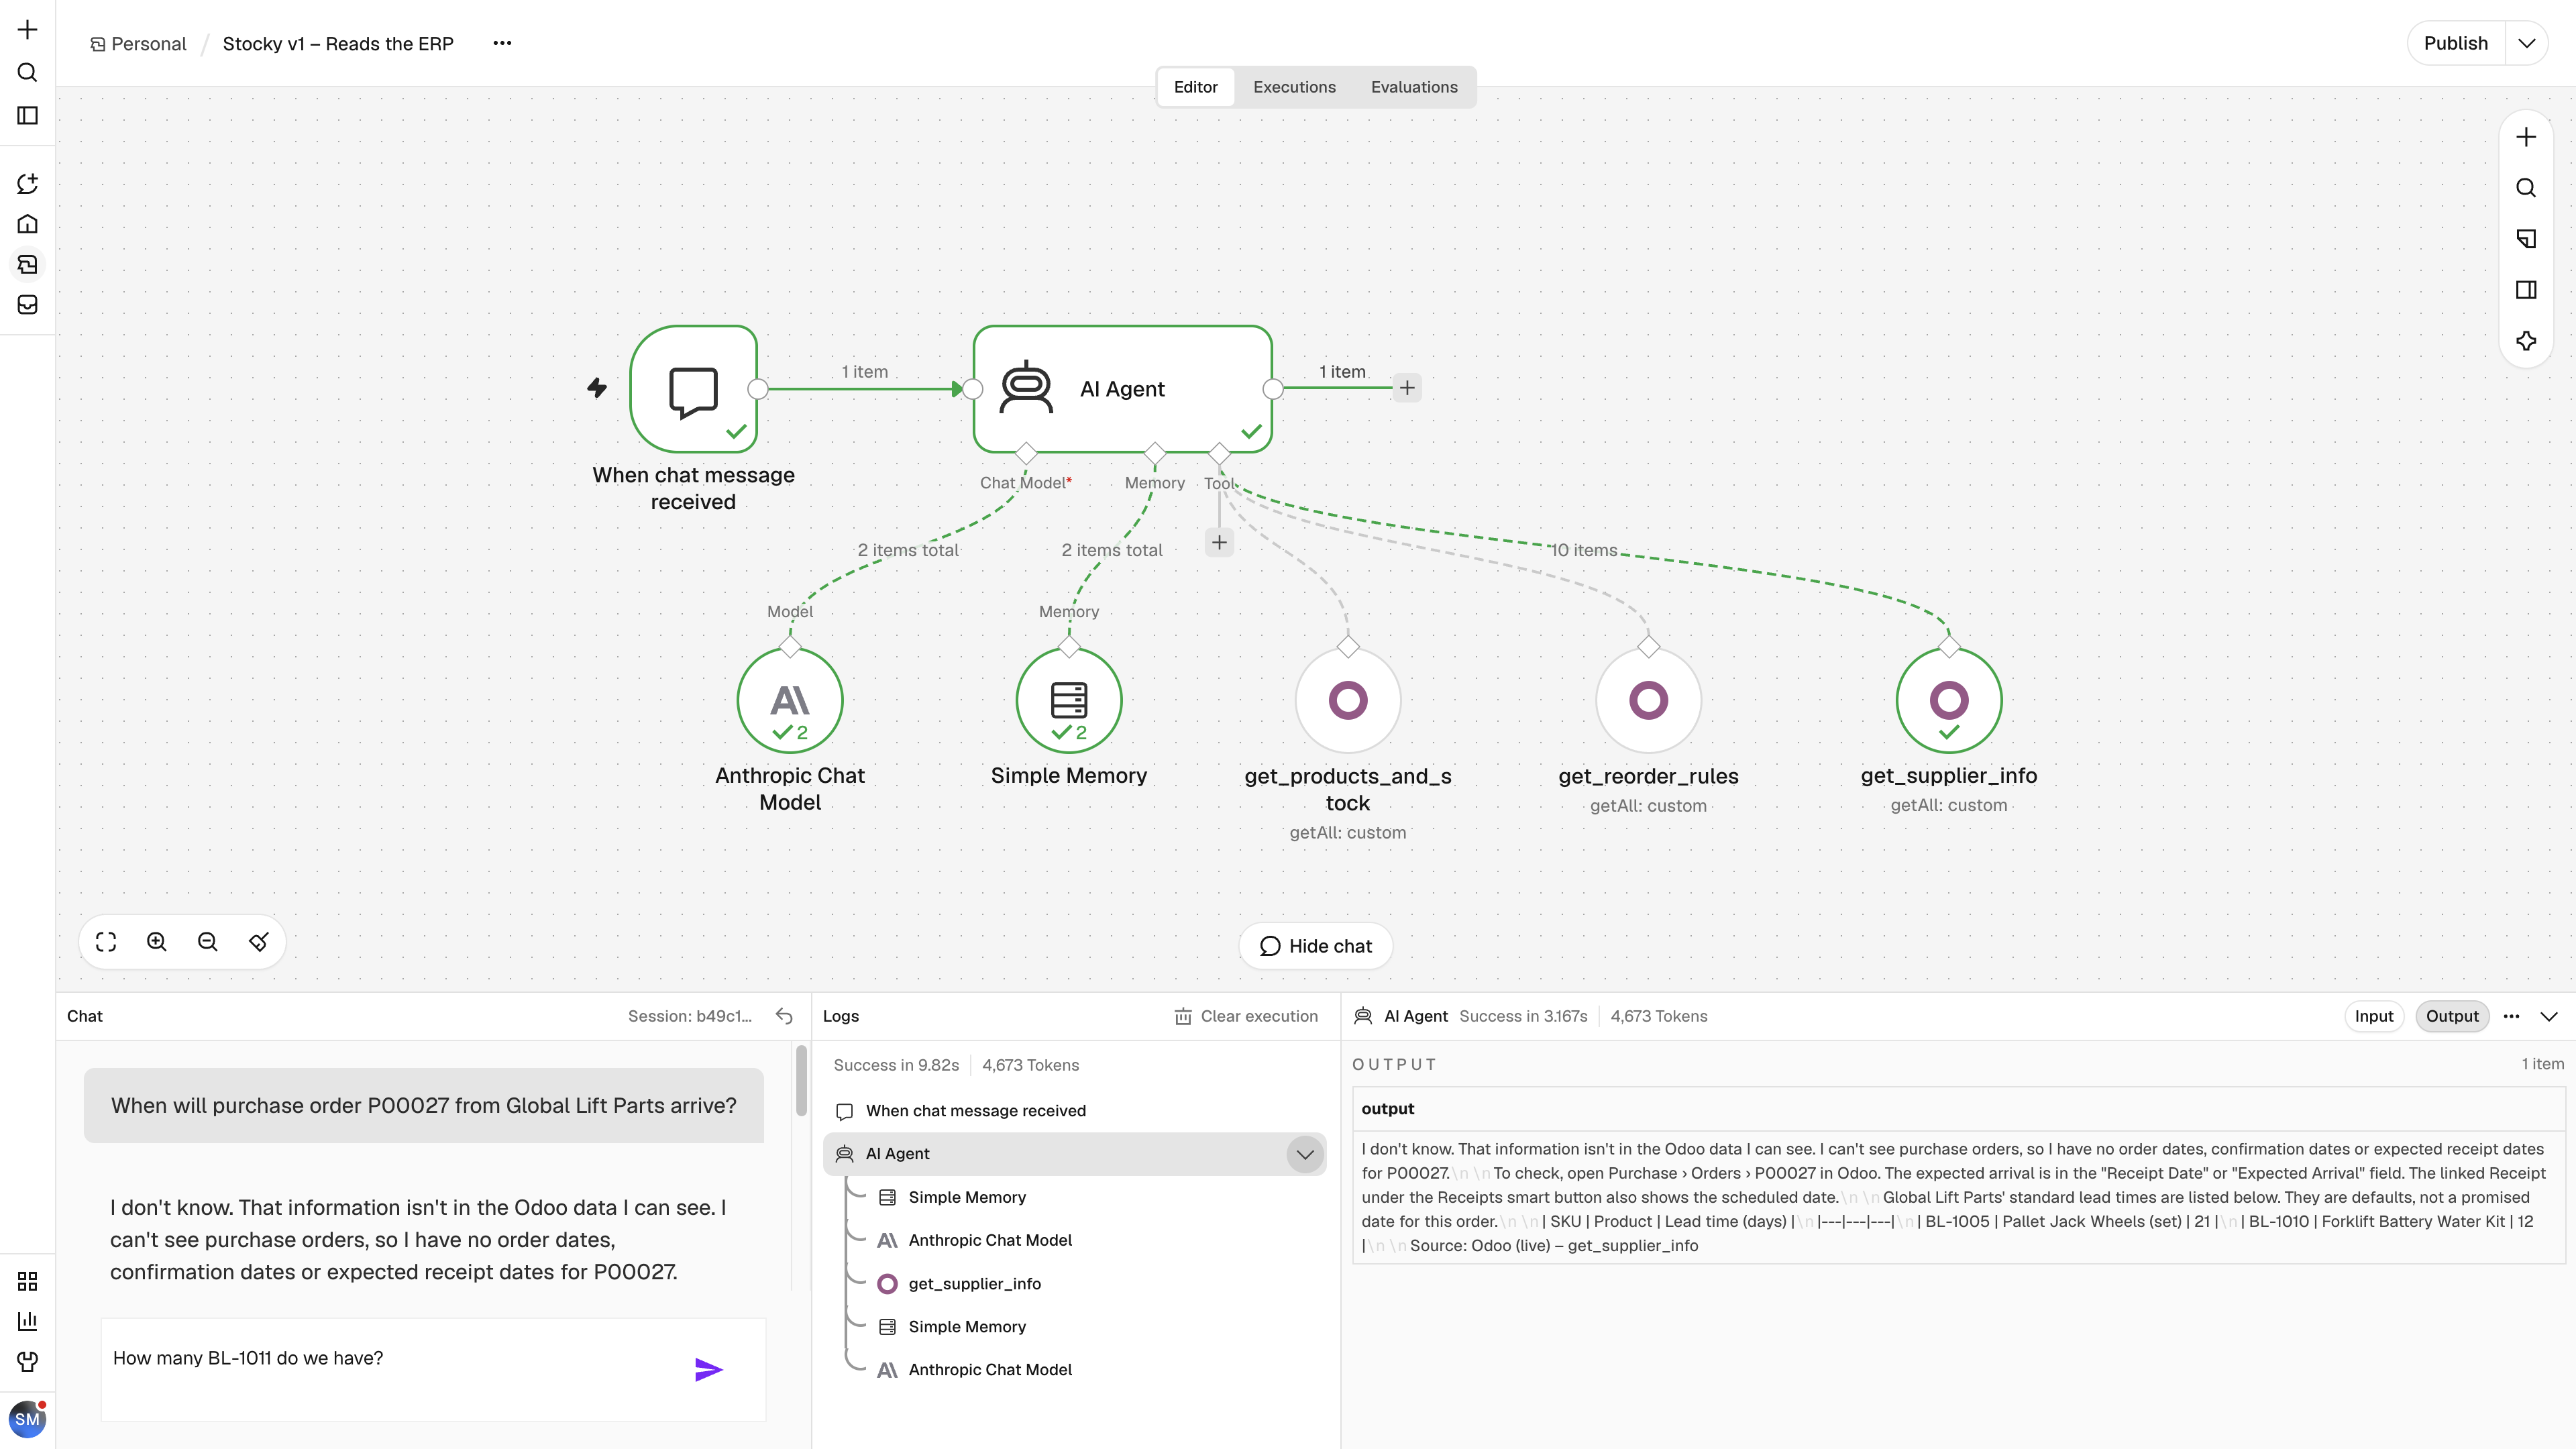 Personal / Stocky v1 – Reads the ERP
Publish
Editor Executions Evaluations
1 item
AI Agent
1 item
When chat message
received
Chat Model*
Memory
Tool
2 items total
2 items total
10 items
Model
Memory
2
2
Anthropic Chat
Model
Simple Memory
get_products_and_s
tock
getAll: custom
get_reorder_rules
getAll: custom
get_supplier_info
getAll: custom
Hide chat
Chat
Session: b49c1...
When will purchase order P00027 from Global Lift Parts arrive?
I don't know. That information isn't in the Odoo data I can see. I
can't see purchase orders, so I have no order dates,
confirmation dates or expected receipt dates for P00027.
How many BL-1011 do we have?
SM
Logs
Clear execution
Success in 9.82s | 4,673 Tokens
When chat message received
AI Agent
Simple Memory
Anthropic Chat Model
get_supplier_info
Simple Memory
Anthropic Chat Model
AI Agent Success in 3.167s | 4,673 Tokens
Input Output
OUTPUT
1 item
output
I don't know. That information isn't in the Odoo data I can see. I can't see purchase orders, so I have no order dates, confirmation dates or expected receipt dates
for P00027.\n \n To check, open Purchase › Orders › P00027 in Odoo. The expected arrival is in the "Receipt Date" or "Expected Arrival" field. The linked Receipt
under the Receipts smart button also shows the scheduled date.\n \n Global Lift Parts' standard lead times are listed below. They are defaults, not a promised
date for this order.\n \n | SKU | Product | Lead time (days) |\n |---|---|---|\n | BL-1005 | Pallet Jack Wheels (set) | 21 |\n | BL-1010 | Forklift Battery Water Kit | 12
|\n \n Source: Odoo (live) – get_supplier_info